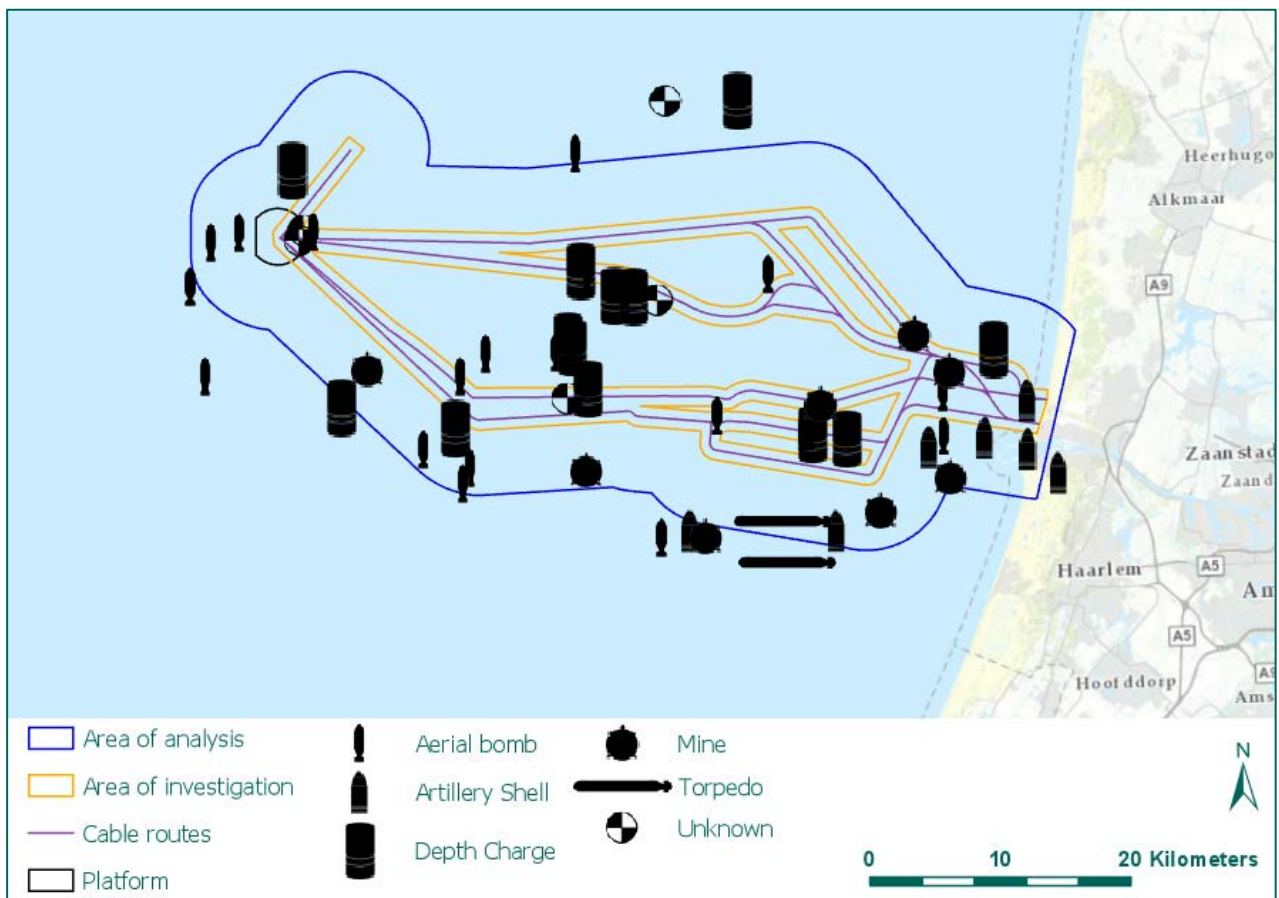 Heerhugo
Alkmaar
A9
Zaanstad
Zaand
Haarlem
A5
Am
A5
A9
Hoofddorp
Ams
Area of analysis
Area of investigation
Cable routes
Platform
Aerial bomb
Artillery Shell
Depth Charge
Mine
Torpedo
Unknown
N
0 10 20 Kilometers